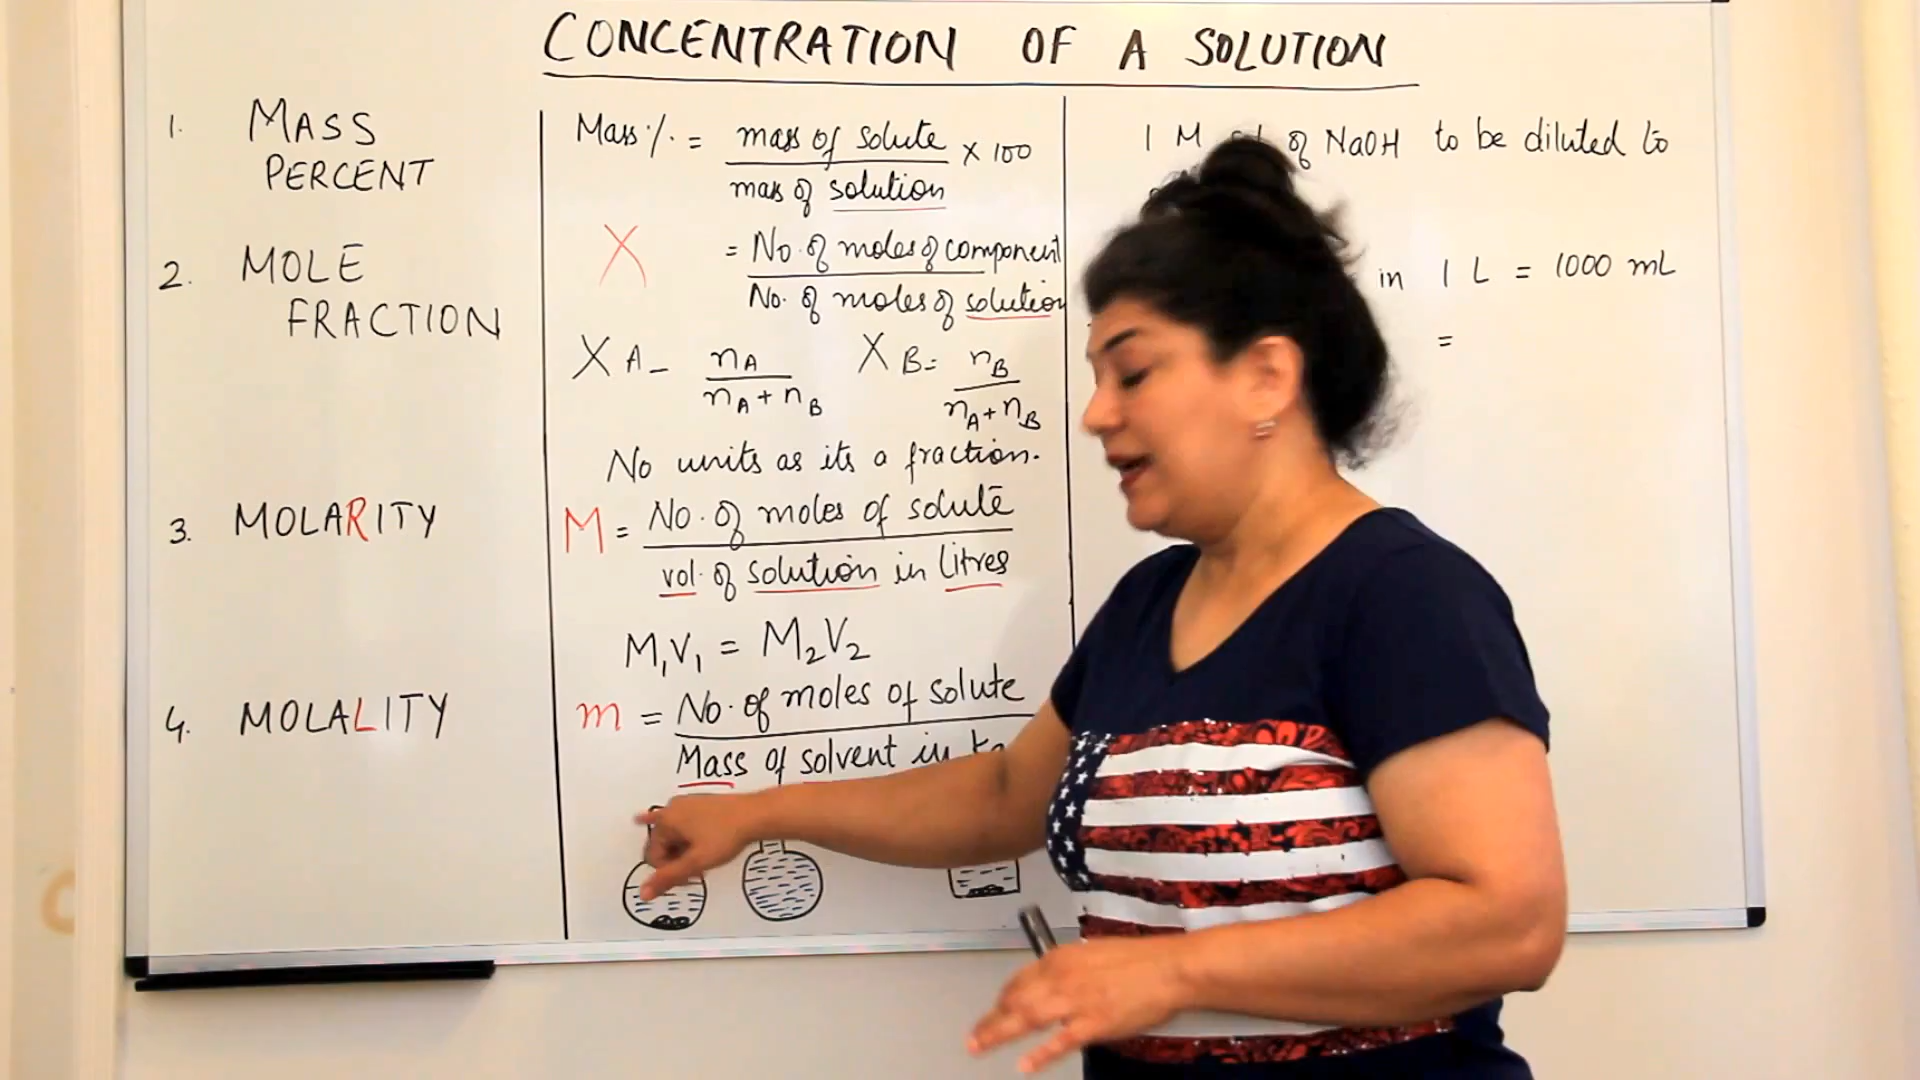 CONCENTRATION OF A SOLUTION
1. MASS
PERCENT
Mass % = mass of solute × 100
mass of solution
2. MOLE
FRACTION
X = No. of moles of component
No. of moles of solution
X A = nA X B = nB
nA + nB nA + nB
No units as its a fraction.
3. MOLARITY
M = No. of moles of solute
vol. of solution in litres
M₁V₁ = M₂V₂
4. MOLALITY
m = No. of moles of solute
Mass of solvent in
1 M of NaOH to be diluted to
in 1 L = 1000 mL
=